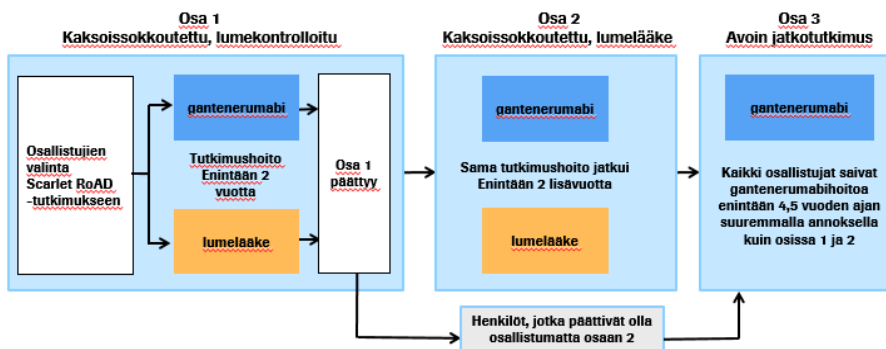 Osa 1
Kaksoissokkoutettu, lumekontrolloitu
Osallistujien
valinta
Scarlet RoAD
-tutkimukseen
gantenerumabi
Tutkimushoito
Enintään 2
vuotta
lumelääke
Osa 1
päättyy
Osa 2
Kaksoissokkoutettu, lumelääke
gantenerumabi
Sama tutkimushoito jatkui
Enintään 2 lisävuotta
lumelääke
Osa 3
Avoin jatkotutkimus
gantenerumabi
Kaikki osallistujat saivat
gantenerumabihoitoa
enintään 4,5 vuoden ajan
suuremmalla annoksella
kuin osissa 1 ja 2
Henkilöt, jotka päättivät olla
osallistumatta osaan 2